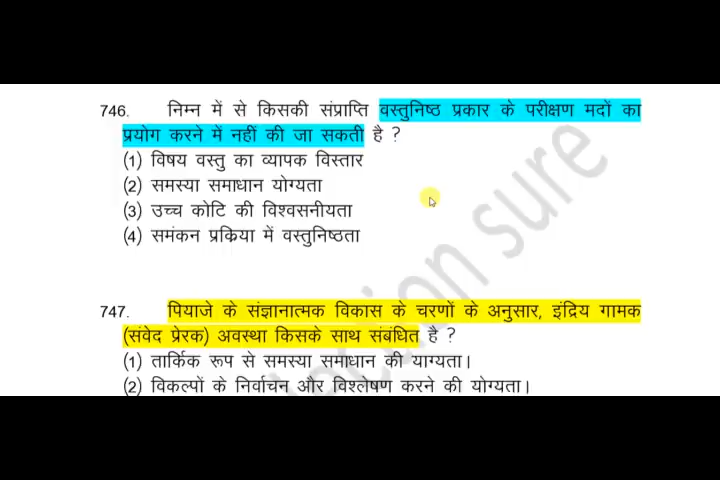 746. निम्न में से किसकी संप्राप्ति वस्तुनिष्ठ प्रकार के परीक्षण मदों का
प्रयोग करने में नहीं की जा सकती है ?
(1) विषय वस्तु का व्यापक विस्तार
(2) समस्या समाधान योग्यता
(3) उच्च कोटि की विश्वसनीयता
(4) समंकन प्रक्रिया में वस्तुनिष्ठता
747. पियाजे के संज्ञानात्मक विकास के चरणों के अनुसार, इंद्रिय गामक
(संवेद प्रेरक) अवस्था किसके साथ संबंधित है ?
(1) तार्किक रूप से समस्या समाधान की याग्यता।
(2) विकल्पों के निर्वाचन और विश्लेषण करने की योग्यता।
lection sure